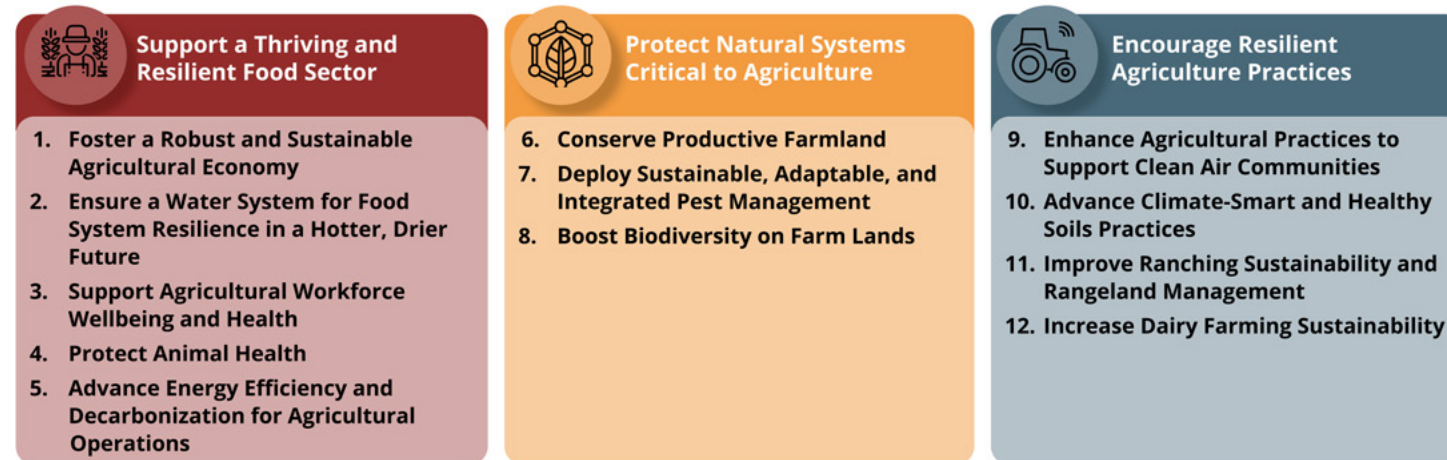 Support a Thriving and
Resilient Food Sector
1. Foster a Robust and Sustainable
Agricultural Economy
2. Ensure a Water System for Food
System Resilience in a Hotter, Drier
Future
3. Support Agricultural Workforce
Wellbeing and Health
4. Protect Animal Health
5. Advance Energy Efficiency and
Decarbonization for Agricultural
Operations
Protect Natural Systems
Critical to Agriculture
6. Conserve Productive Farmland
7. Deploy Sustainable, Adaptable, and
Integrated Pest Management
8. Boost Biodiversity on Farm Lands
Encourage Resilient
Agriculture Practices
9. Enhance Agricultural Practices to
Support Clean Air Communities
10. Advance Climate-Smart and Healthy
Soils Practices
11. Improve Ranching Sustainability and
Rangeland Management
12. Increase Dairy Farming Sustainability